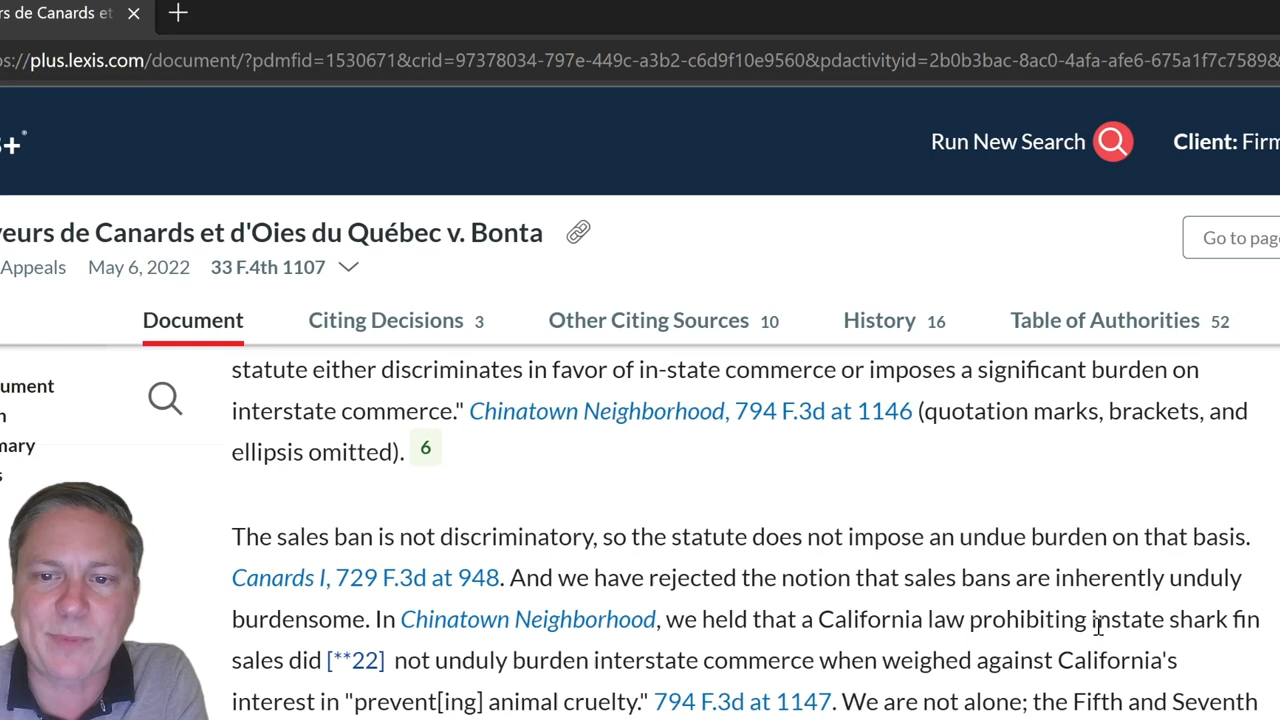 rs de Canards et
ps://plus.lexis.com/document/?pdmfid=1530671&crid=97378034-797e-449c-a3b2-c6d9f10e9560&pdactivityid=2b0b3bac-8ac0-4afa-afe6-675a1f7c7589&
s+
Run New Search
Client: Firm
veurs de Canards et d'Oies du Québec v. Bonta
Go to page
Appeals May 6, 2022 33 F.4th 1107
Document Citing Decisions 3 Other Citing Sources 10 History 16 Table of Authorities 52
ument
n
mary
s
statute either discriminates in favor of in-state commerce or imposes a significant burden on
interstate commerce." Chinatown Neighborhood, 794 F.3d at 1146 (quotation marks, brackets, and
ellipsis omitted). 6
The sales ban is not discriminatory, so the statute does not impose an undue burden on that basis.
Canards I, 729 F.3d at 948. And we have rejected the notion that sales bans are inherently unduly
burdensome. In Chinatown Neighborhood, we held that a California law prohibiting instate shark fin
sales did [**22] not unduly burden interstate commerce when weighed against California's
interest in "prevent[ing] animal cruelty." 794 F.3d at 1147. We are not alone; the Fifth and Seventh